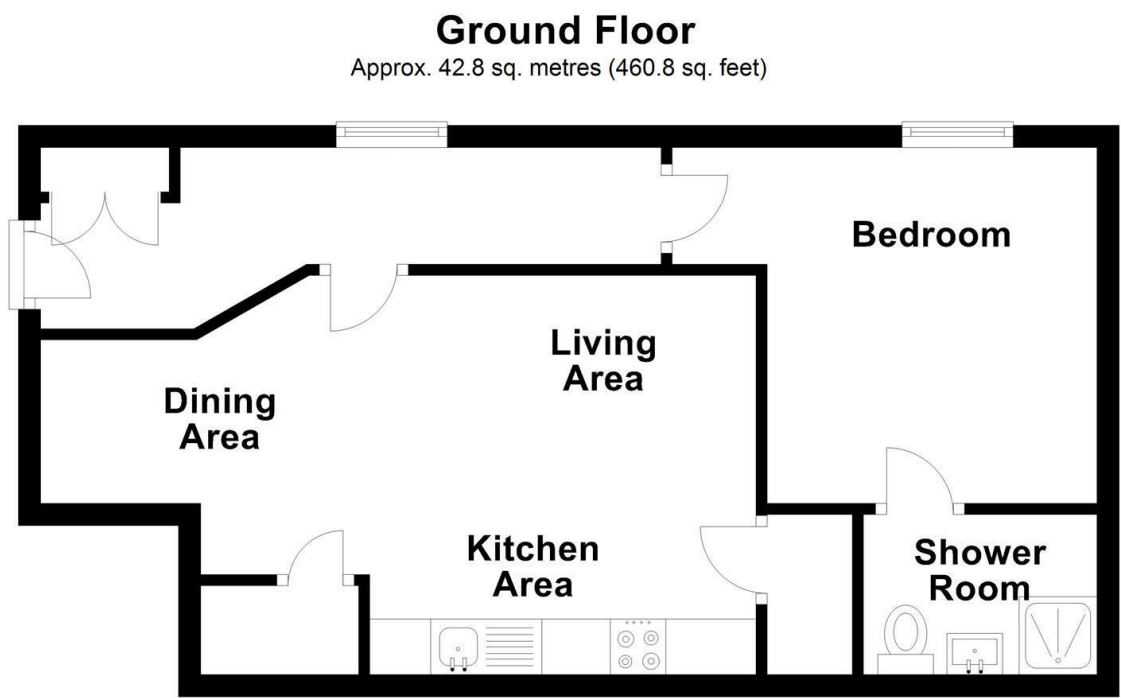 Ground Floor
Approx. 42.8 sq. metres (460.8 sq. feet)
Bedroom
Living
Area
Dining
Area
Kitchen
Area
Shower
Room